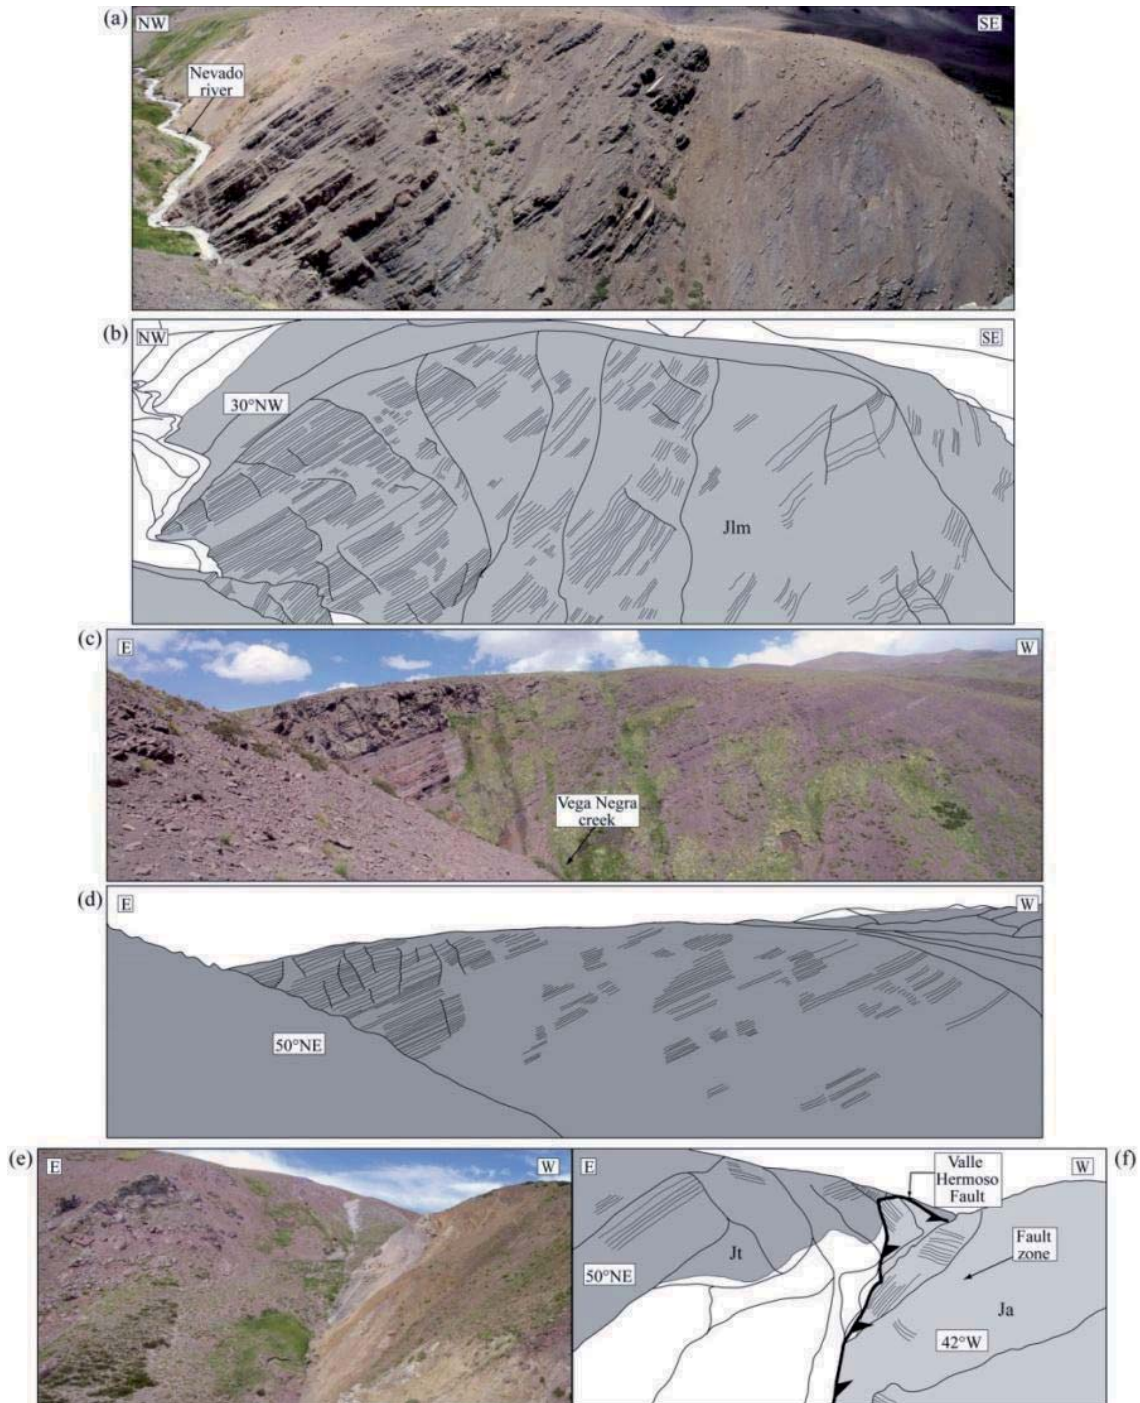 (a)
NW
SE
Nevado
river
(b)
NW
SE
30°NW
Jlm
(c)
E
W
Vega Negra
creek
(d)
E
W
50°NE
(e)
E
W
(f)
E
W
Valle
Hermoso
Fault
Fault
zone
Jt
50°NE
Ja
42°W